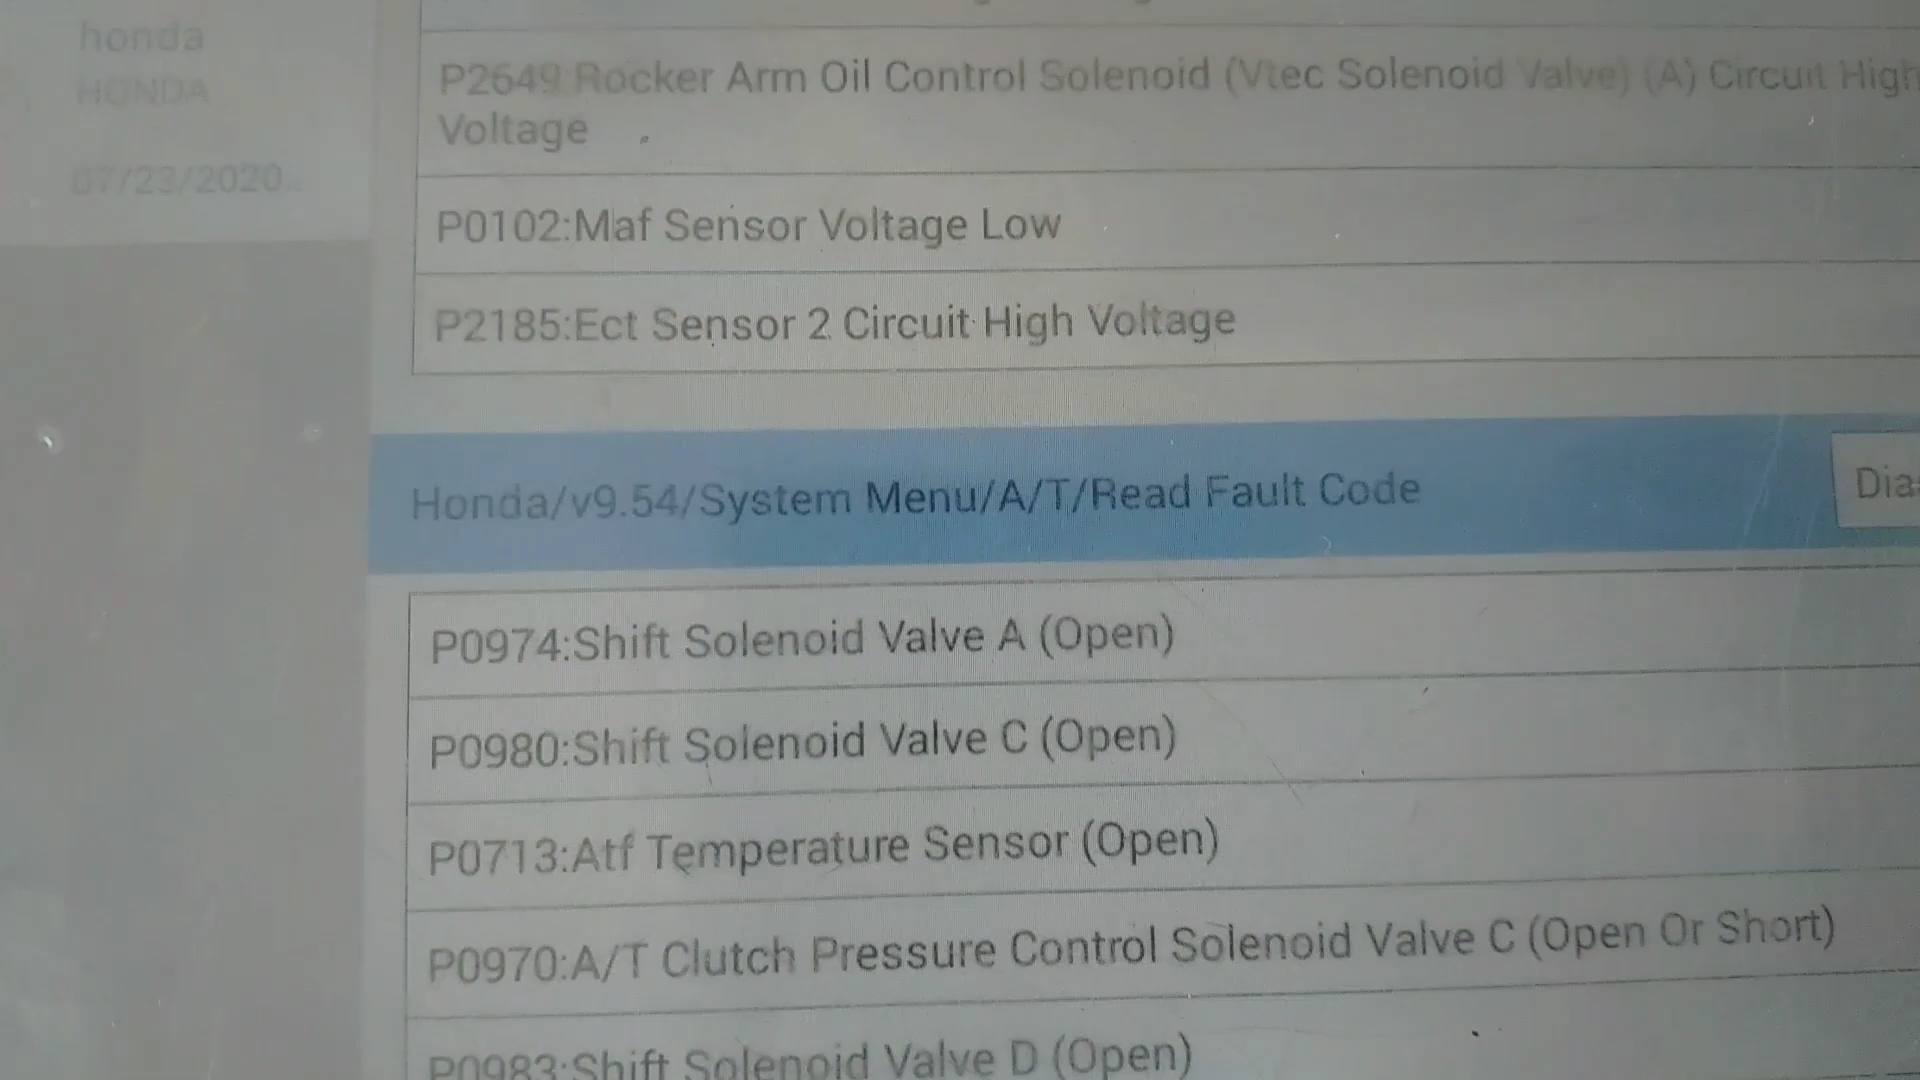 honda
HONDA
07/23/2020..
P2649:Rocker Arm Oil Control Solenoid (Vtec Solenoid Valve) (A) Circuit High
Voltage
P0102:Maf Sensor Voltage Low
P2185:Ect Sensor 2 Circuit High Voltage
Honda/v9.54/System Menu/A/T/Read Fault Code
Dia
P0974:Shift Solenoid Valve A (Open)
P0980:Shift Solenoid Valve C (Open)
P0713:Atf Temperature Sensor (Open)
P0970:A/T Clutch Pressure Control Solenoid Valve C (Open Or Short)
P0983:Shift Solenoid Valve D (Open)